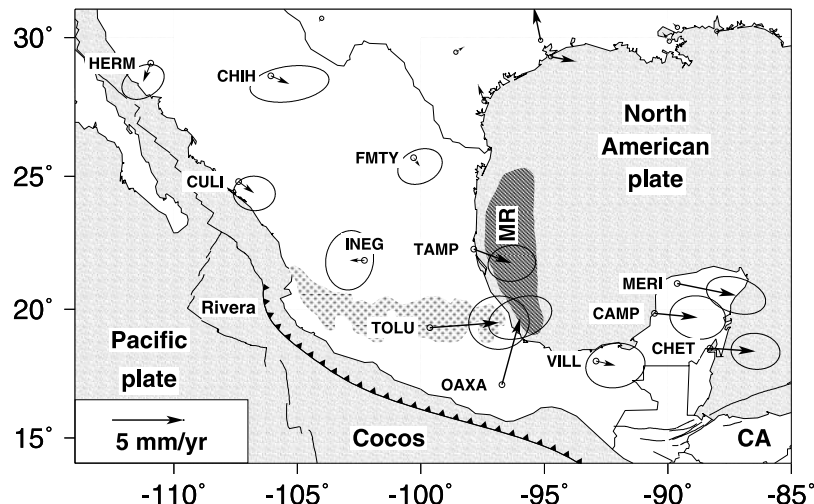 30°
HERM
CHIH
North
American
plate
FMTY
25°
CULI
MR
INEG
TAMP
MERI
20°
Rivera
CAMP
TOLU
Pacific
plate
VILL
CHET
OAXA
5 mm/yr
15°
Cocos
CA
-110° -105° -100° -95° -90° -85°